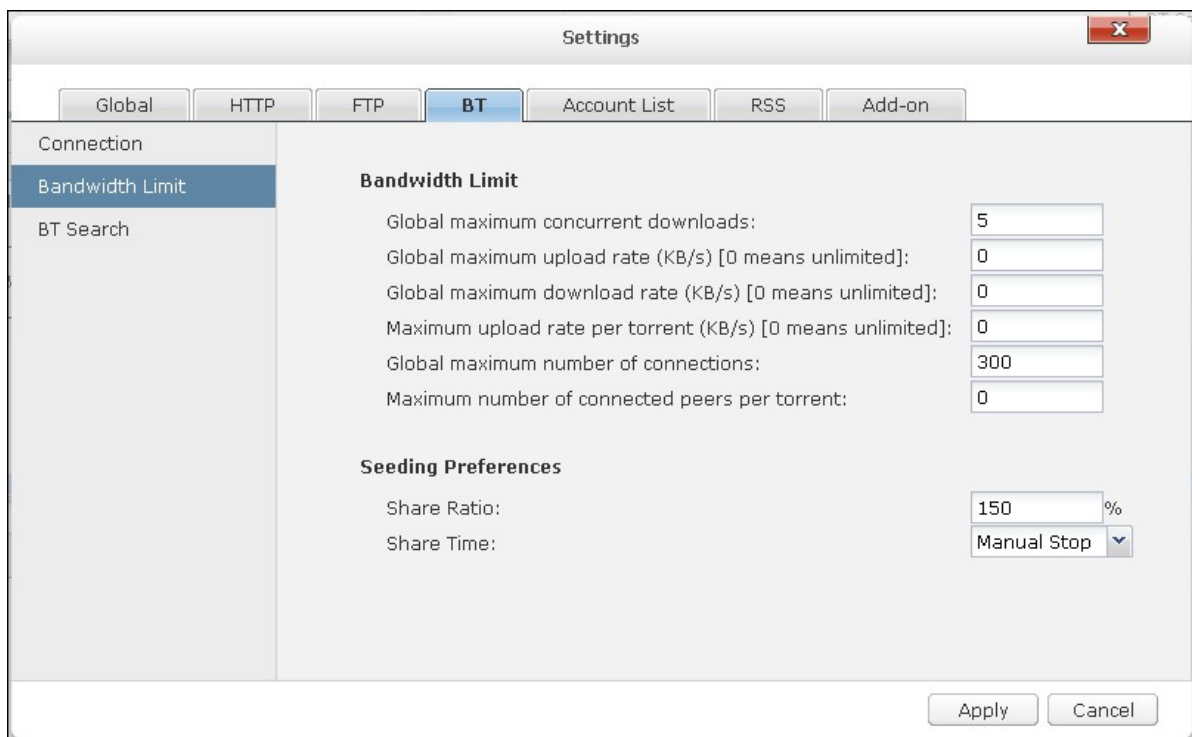 Settings
Global HTTP FTP BT Account List RSS Add-on
Connection
Bandwidth Limit
BT Search
Bandwidth Limit
Global maximum concurrent downloads: 5
Global maximum upload rate (KB/s) [0 means unlimited]: 0
Global maximum download rate (KB/s) [0 means unlimited]: 0
Maximum upload rate per torrent (KB/s) [0 means unlimited]: 0
Global maximum number of connections: 300
Maximum number of connected peers per torrent: 0
Seeding Preferences
Share Ratio: 150 %
Share Time: Manual Stop
Apply Cancel